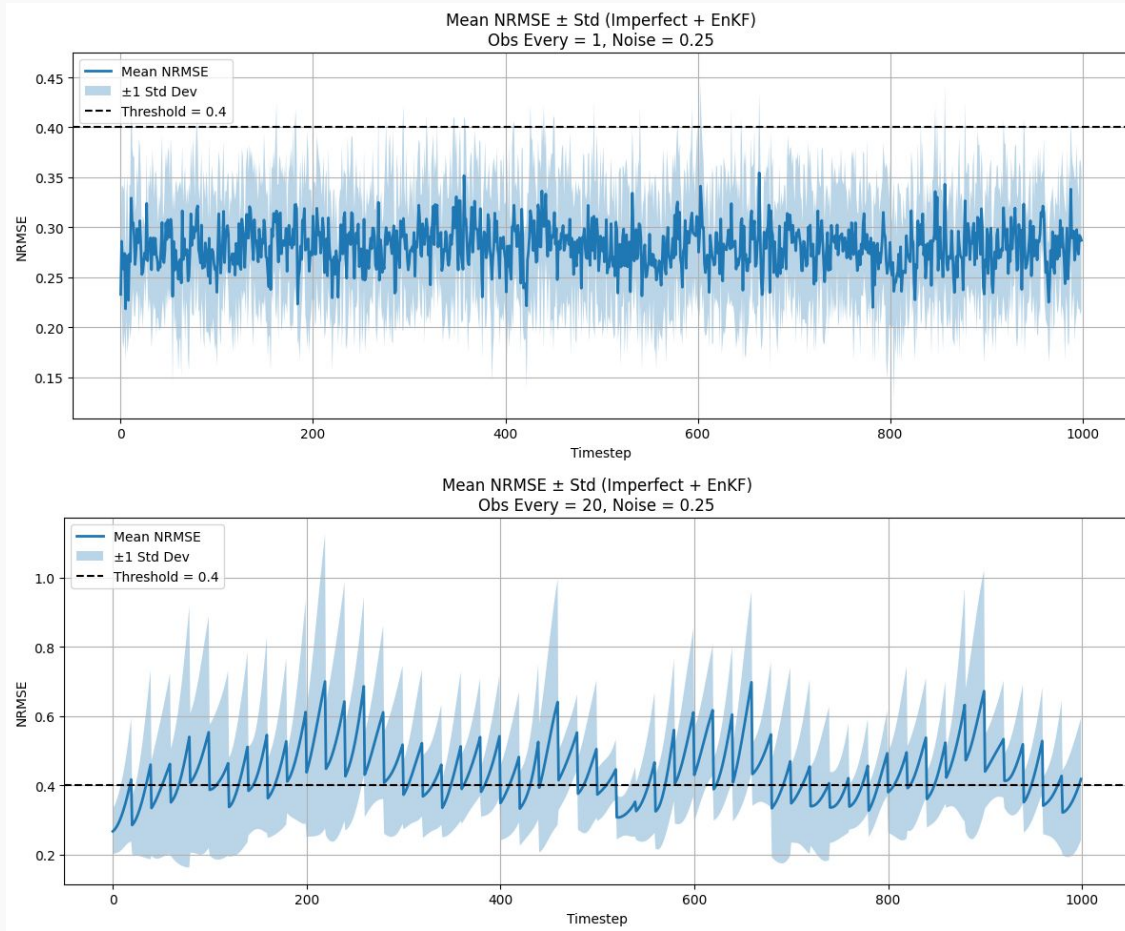 Mean NRMSE ± Std (Imperfect + EnKF)
Obs Every = 1, Noise = 0.25
Mean NRMSE
±1 Std Dev
Threshold = 0.4
0.45
0.40
0.35
0.30
0.25
0.20
0.15
NRMSE
0 200 400 600 800 1000
Timestep
Mean NRMSE ± Std (Imperfect + EnKF)
Obs Every = 20, Noise = 0.25
Mean NRMSE
±1 Std Dev
Threshold = 0.4
1.0
0.8
0.6
0.4
0.2
NRMSE
0 200 400 600 800 1000
Timestep